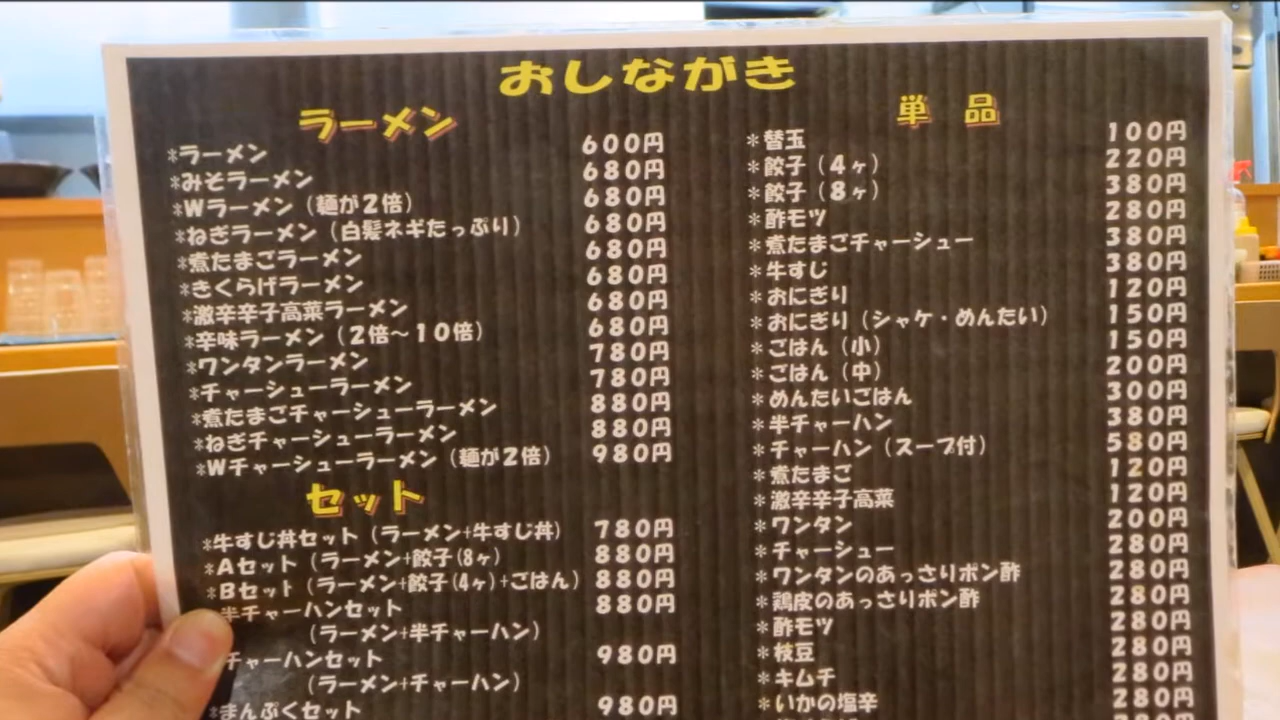 おしながき
ラーメン
*ラーメン 600円
*みそラーメン 680円
*Wラーメン（麺が2倍） 680円
*ねぎラーメン（白髪ネギたっぷり） 680円
*煮たまごラーメン 680円
*きくらげラーメン 680円
*激辛辛子高菜ラーメン 680円
*辛味ラーメン（2倍〜10倍） 680円
*ワンタンラーメン 780円
*チャーシューラーメン 780円
*煮たまごチャーシューラーメン 880円
*ねぎチャーシューラーメン 880円
*Wチャーシューラーメン（麺が2倍） 980円
セット
*牛すじ丼セット（ラーメン+牛すじ丼） 780円
*Aセット（ラーメン+餃子(8ヶ) 880円
*Bセット（ラーメン+餃子(4ヶ)+ごはん） 880円
半チャーハンセット 880円
（ラーメン+半チャーハン）
チャーハンセット 980円
（ラーメン+チャーハン）
*まんぷくセット 980円
単品
*替玉 100円
*餃子（4ヶ） 220円
*餃子（8ヶ） 380円
*酢モツ 280円
*煮たまごチャーシュー 380円
*牛すじ 380円
*おにぎり 120円
*おにぎり（シャケ・めんたい） 150円
*ごはん（小） 150円
*ごはん（中） 200円
*めんたいごはん 300円
*半チャーハン 380円
*チャーハン（スープ付） 580円
*煮たまご 120円
*激辛辛子高菜 120円
*ワンタン 200円
*チャーシュー 280円
*ワンタンのあっさりポン酢 280円
*鶏皮のあっさりポン酢 280円
*酢モツ 280円
*枝豆 280円
*キムチ 280円
*いかの塩辛 280円